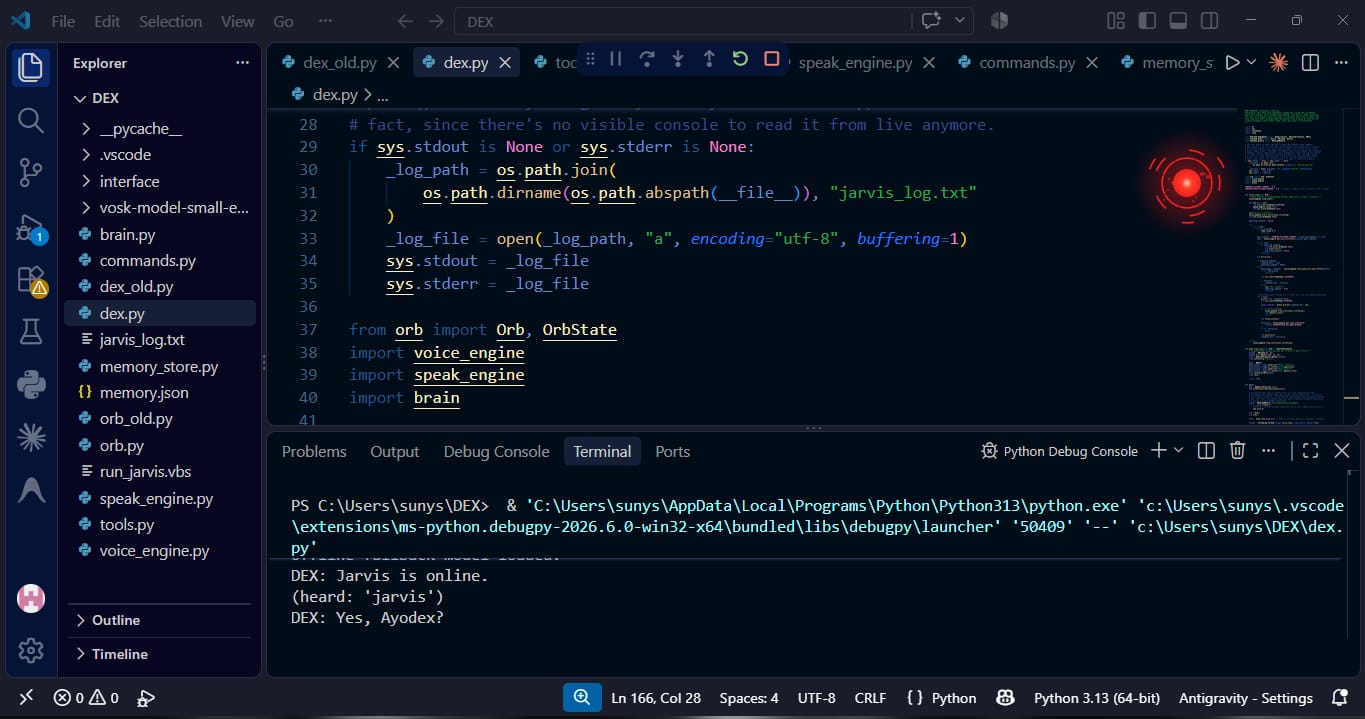 File Edit Selection View Go ··· DEX
Explorer ···
dex_old.py dex.py speak_engine.py commands.py
dex.py > ...
DEX
__pycache__
.vscode
interface
vosk-model-small-e...
brain.py
commands.py
dex_old.py
dex.py
jarvis_log.txt
memory_store.py
memory.json
orb_old.py
orb.py
run_jarvis.vbs
speak_engine.py
tools.py
voice_engine.py
Outline
Timeline
1
28 # fact, since there's no visible console to read it from live anymore.
29 if sys.stdout is None or sys.stderr is None:
30 _log_path = os.path.join(
31 os.path.dirname(os.path.abspath(__file__)), "jarvis_log.txt"
32 )
33 _log_file = open(_log_path, "a", encoding="utf-8", buffering=1)
34 sys.stdout = _log_file
35 sys.stderr = _log_file
36
37 from orb import Orb, OrbState
38 import voice_engine
39 import speak_engine
40 import brain
41
Problems Output Debug Console Terminal Ports Python Debug Console
PS C:\Users\sunys\DEX> & 'C:\Users\sunys\AppData\Local\Programs\Python\Python313\python.exe' 'c:\Users\sunys\.vscode
\extensions\ms-python.debugpy-2026.6.0-win32-x64\bundled\libs\debugpy\launcher' '50409' '--' 'c:\Users\sunys\DEX\dex.
py'
DEX: Jarvis is online.
(heard: 'jarvis')
DEX: Yes, Ayodex?
0 0 Ln 166, Col 28 Spaces: 4 UTF-8 CRLF {} Python Python 3.13 (64-bit) Antigravity - Settings